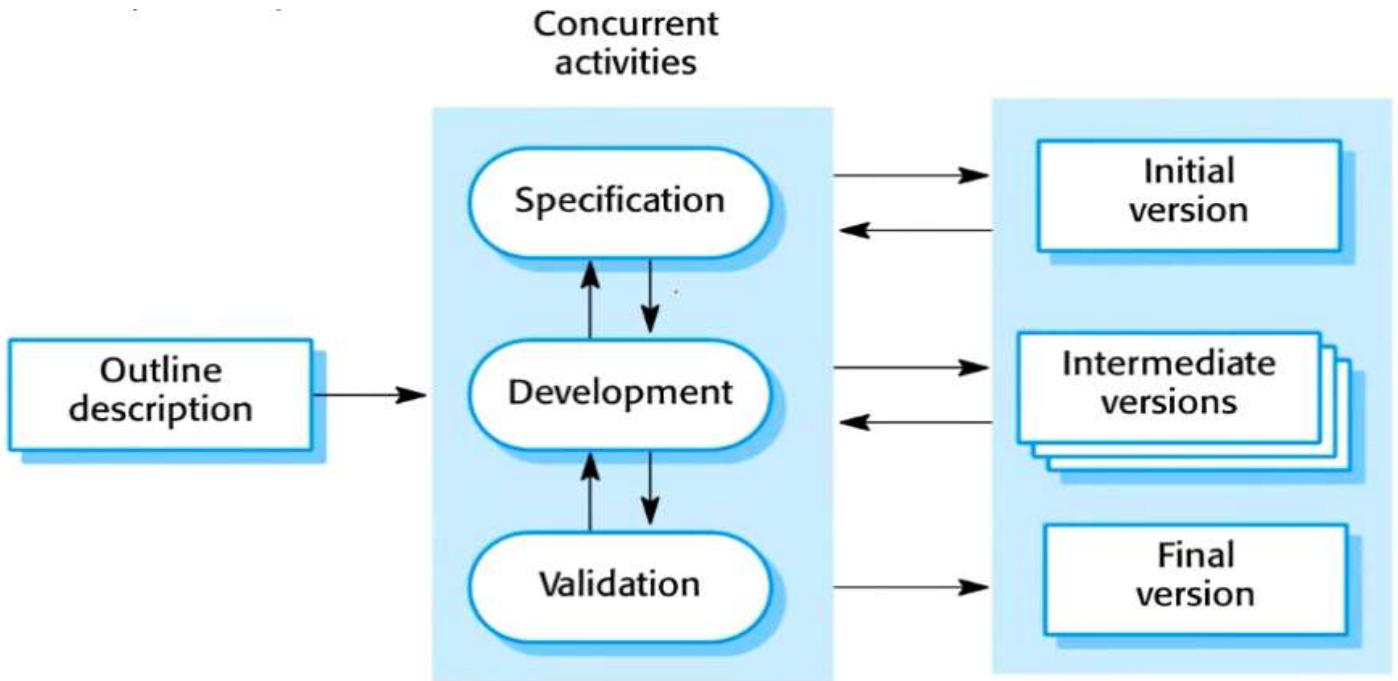 Concurrent
activities
Specification
Initial
version
Outline
description
Development
Intermediate
versions
Validation
Final
version